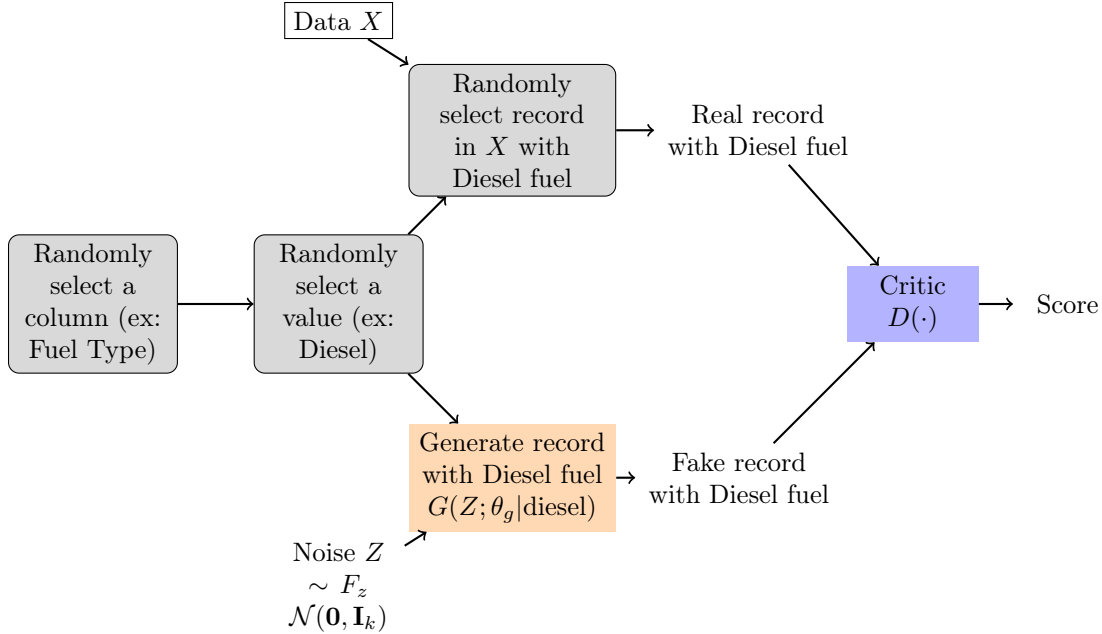 Data X
Randomly
select record
in X with
Diesel fuel
Real record
with Diesel fuel
Randomly
select a
column (ex:
Fuel Type)
Randomly
select a
value (ex:
Diesel)
Critic
D(·)
Score
Generate record
with Diesel fuel
G(Z; θ_g|diesel)
Fake record
with Diesel fuel
Noise Z
∼ F_z
𝒩(𝟎, 𝐈_k)